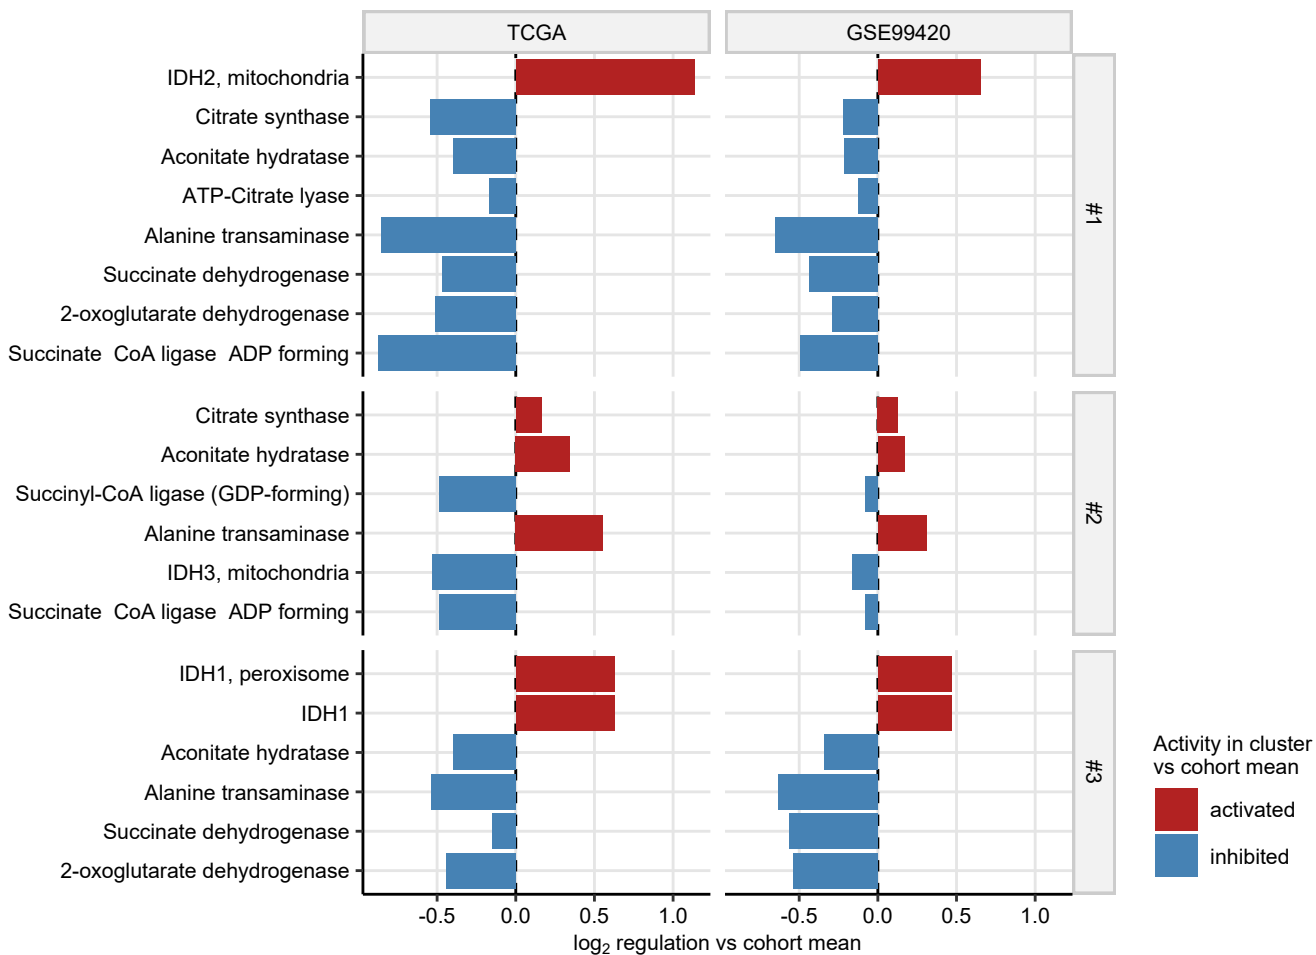 TCGA
GSE99420
IDH2, mitochondria
Citrate synthase
Aconitate hydratase
ATP-Citrate lyase
Alanine transaminase
Succinate dehydrogenase
2-oxoglutarate dehydrogenase
Succinate  CoA ligase  ADP forming
#1
Citrate synthase
Aconitate hydratase
Succinyl-CoA ligase (GDP-forming)
Alanine transaminase
IDH3, mitochondria
Succinate  CoA ligase  ADP forming
#2
IDH1, peroxisome
IDH1
Aconitate hydratase
Alanine transaminase
Succinate dehydrogenase
2-oxoglutarate dehydrogenase
#3
-0.5 0.0 0.5 1.0
-0.5 0.0 0.5 1.0
log₂ regulation vs cohort mean
Activity in cluster
vs cohort mean
activated
inhibited